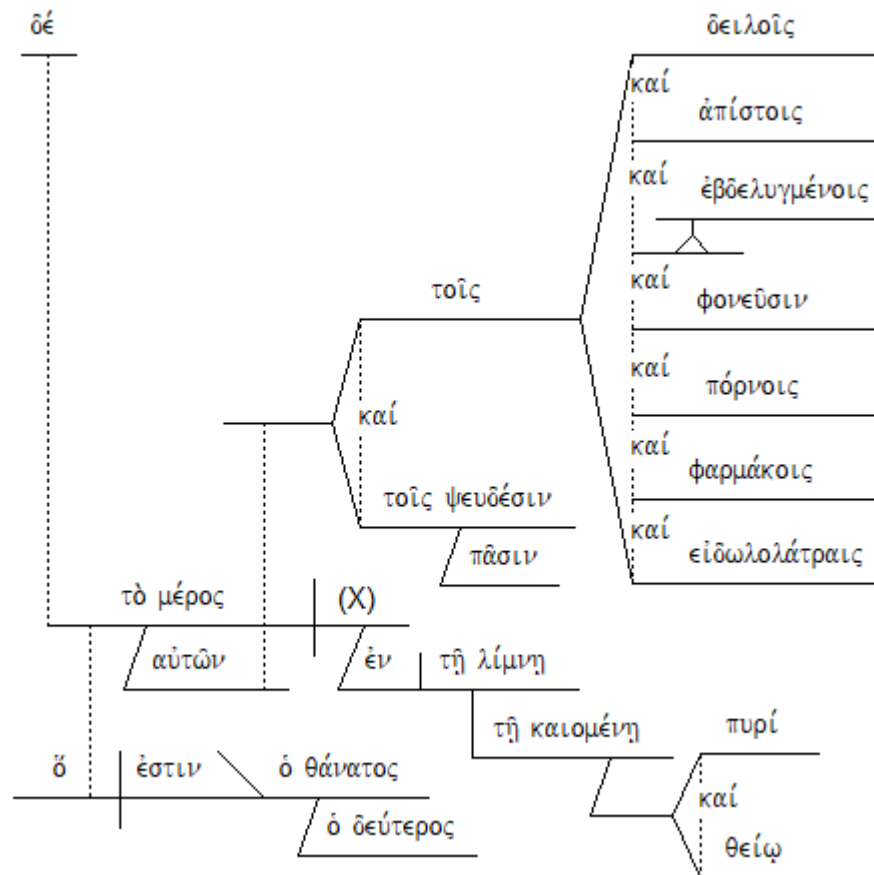 δέ
δειλοῖς
καί
ἀπίστοις
καί
ἐβδελυγμένοις
καί
τοῖς
φονεῦσιν
καί
πόρνοις
καί
καί
φαρμάκοις
τοῖς ψευδέσιν
καί
πᾶσιν
εἰδωλολάτραις
τὸ μέρος (X)
αὐτῶν ἐν τῇ λίμνῃ
τῇ καιομένῃ πυρί
ὅ ἐστιν ὁ θάνατος καί
ὁ δεύτερος
θείῳ